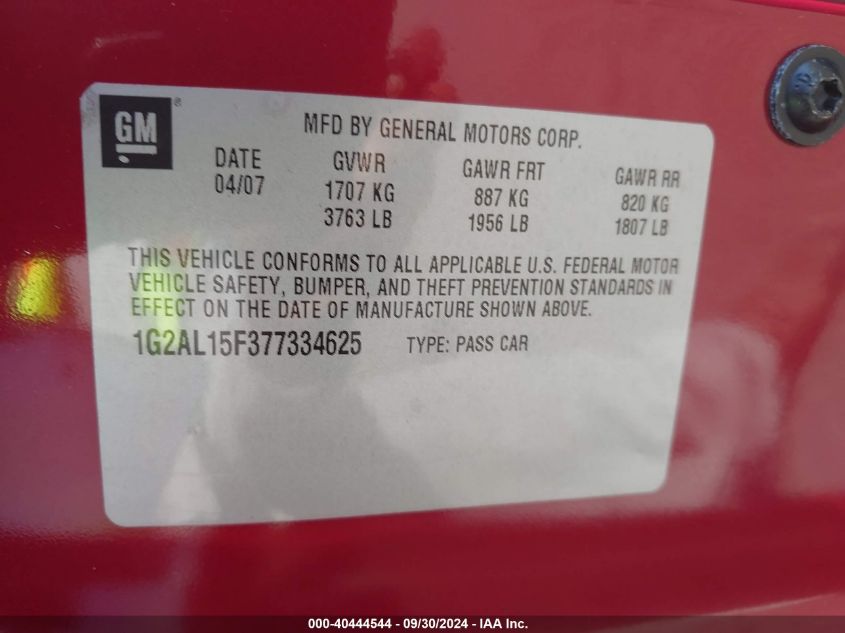 GM®
MFD BY GENERAL MOTORS CORP.
DATE GVWR GAWR FRT GAWR RR
04/07 1707 KG 887 KG 820 KG
3763 LB 1956 LB 1807 LB
THIS VEHICLE CONFORMS TO ALL APPLICABLE U.S. FEDERAL MOTOR
VEHICLE SAFETY, BUMPER, AND THEFT PREVENTION STANDARDS IN
EFFECT ON THE DATE OF MANUFACTURE SHOWN ABOVE.
1G2AL15F377334625 TYPE: PASS CAR
000-40444544 - 09/30/2024 - IAA Inc.